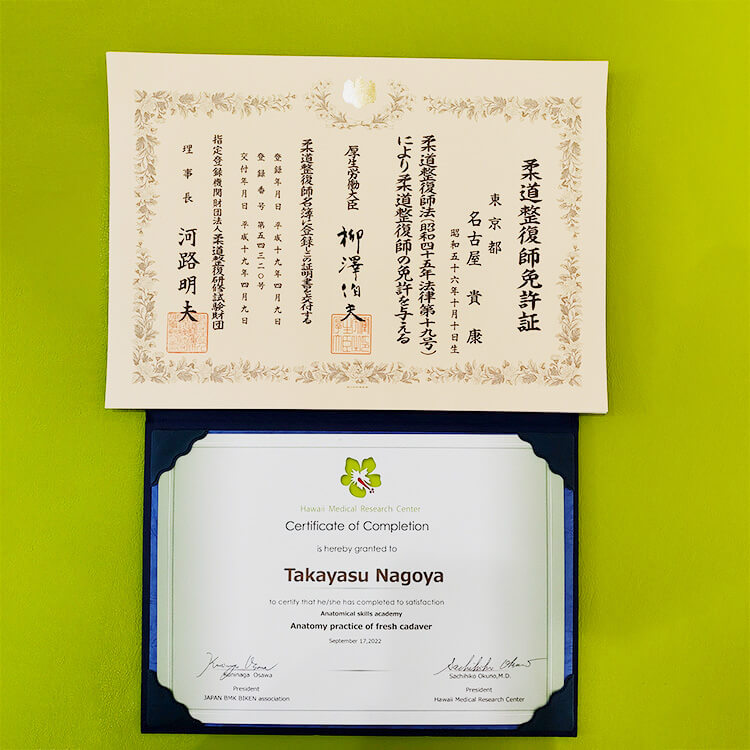 柔道整復師免許証
東京都
名古屋 貴康
昭和五十六年十月十日生
柔道整復師法(昭和四十五年法律第十九号)
により柔道整復師の免許を与える
厚生労働大臣 柳澤伯夫
柔道整復師名簿に登録しこの証明書を交付する
登録年月日 平成十九年四月九日
登録番号 第五四三二〇号
交付年月日 平成十九年四月九日
指定登録機関財団法人柔道整復研修試験財団
理事長 河路明夫
Hawaii Medical Research Center
Certificate of Completion
is hereby granted to
Takayasu Nagoya
to certify that he/she has completed to satisfaction
Anatomical skills academy
Anatomy practice of fresh cadaver
September 17,2022
Kuninaga Osawa
President
JAPAN BMK BIKEN association
Sachihiko Okuno,M.D.
President
Hawaii Medical Research Center